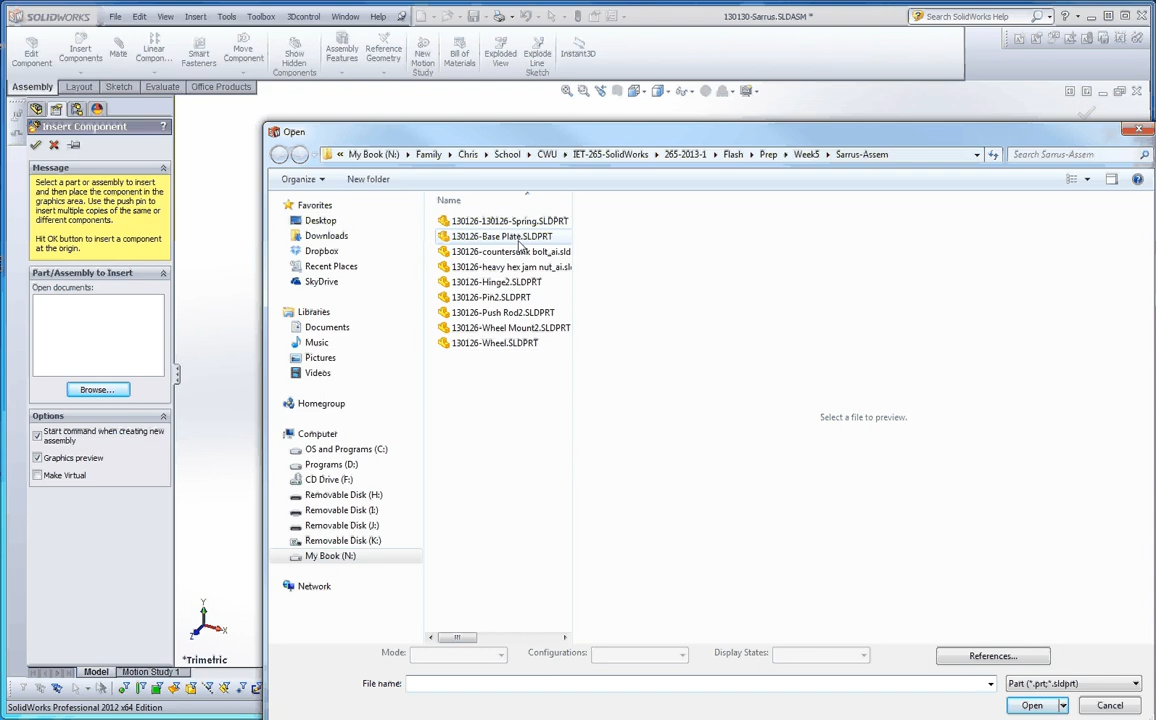 SOLIDWORKS File Edit View Insert Tools Toolbox 3Dcontrol Window Help 130130-Sarrus.SLDASM * Search SolidWorks Help
Edit Component
Insert Components
Mate
Linear Compon...
Smart Fasteners
Move Component
Show Hidden Components
Assembly Features
Reference Geometry
New Motion Study
Bill of Materials
Exploded View
Explode Line Sketch
Instant3D
Assembly Layout Sketch Evaluate Office Products
Insert Component ?
Message
Select a part or assembly to
insert and then place the
component in the
graphics area. Use the push pin to
insert multiple copies of the same
or different components.
Hit OK button to insert a component
at the origin.
Part/Assembly to Insert
Open documents:
Browse...
Options
Start command when creating new
assembly
Graphics preview
Make Virtual
Open
« My Book (N:) Family Chris School CWU IET-265-SolidWorks 265-2013-1 Flash Prep Week5 Sarrus-Assem Search Sarrus-Assem
Organize New folder
Favorites
Desktop
Downloads
Dropbox
Recent Places
SkyDrive
Libraries
Documents
Music
Pictures
Videos
Homegroup
Computer
OS and Programs (C:)
Programs (D:)
CD Drive (F:)
Removable Disk (H:)
Removable Disk (I:)
Removable Disk (J:)
Removable Disk (K:)
My Book (N:)
Network
Name
130126-130126-Spring.SLDPRT
130126-Base Plate.SLDPRT
130126-countersunk bolt_ai.sld
130126-heavy hex jam nut_ai.sl
130126-Hinge2.SLDPRT
130126-Pin2.SLDPRT
130126-Push Rod2.SLDPRT
130126-Wheel Mount2.SLDPRT
130126-Wheel.SLDPRT
Select a file to preview.
Mode: Configurations: Display States: References...
File name: Part (*.prt;*.sldprt)
Open Cancel
Y
Z X
*Trimetric
Model Motion Study 1
SolidWorks Professional 2012 x64 Edition